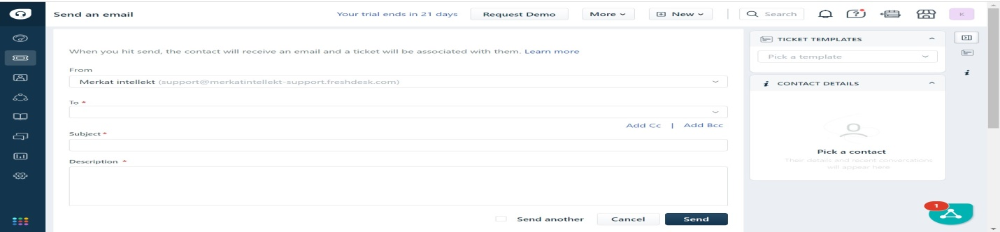 Send an email
Your trial ends in 21 days
Request Demo
More
New
Search
K
When you hit send, the contact will receive an email and a ticket will be associated with them. Learn more
From
Merkat intellekt (support@merkatintellekt-support.freshdesk.com)
To *
Add Cc | Add Bcc
Subject *
Description *
Send another
Cancel
Send
TICKET TEMPLATES
Pick a template
CONTACT DETAILS
Pick a contact
Their details and recent conversations
will appear here
1